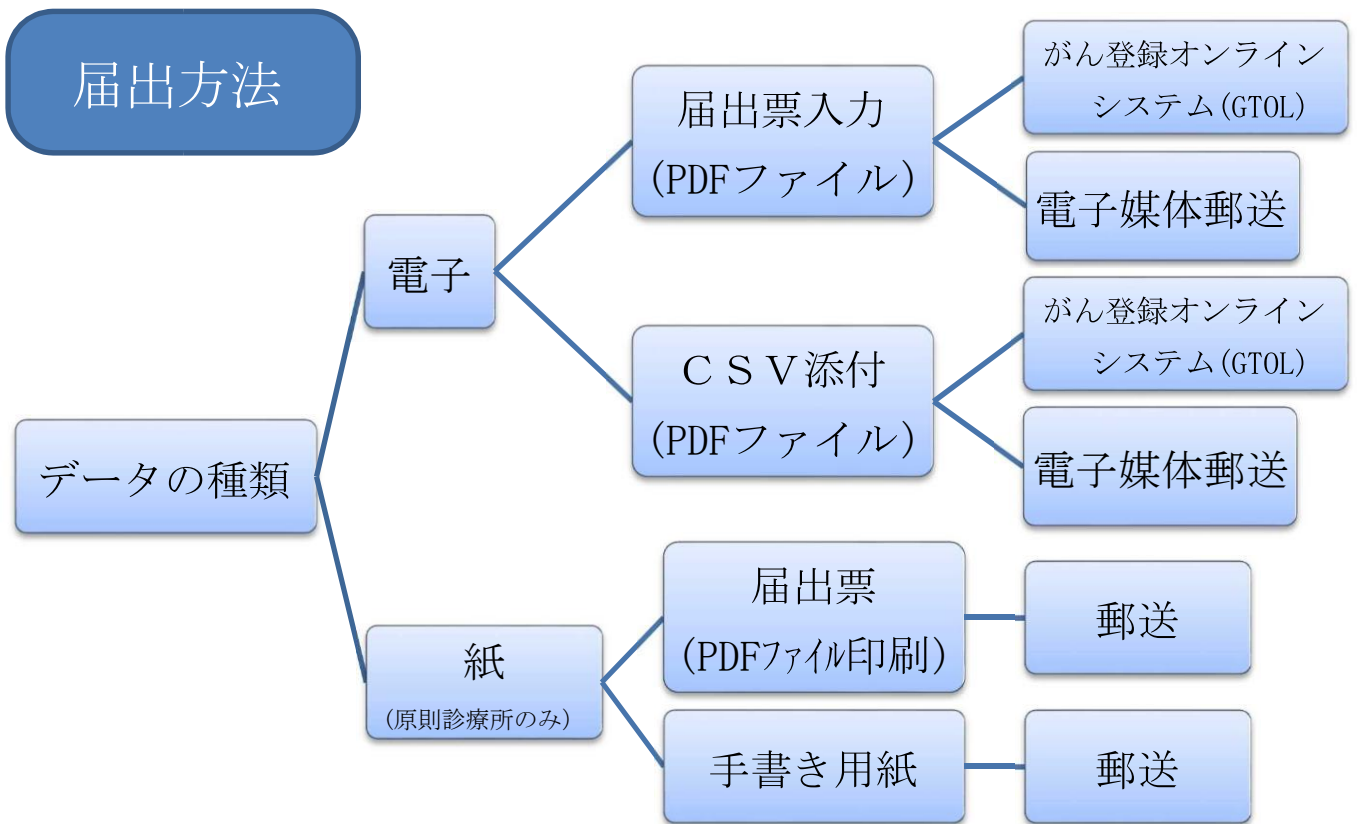 届出方法
データの種類
電子
届出票入力
(PDFファイル)
がん登録オンライン
システム(GTOL)
電子媒体郵送
ＣＳＶ添付
(PDFファイル)
がん登録オンライン
システム(GTOL)
電子媒体郵送
紙
(原則診療所のみ)
届出票
(PDFファイル印刷)
郵送
手書き用紙
郵送